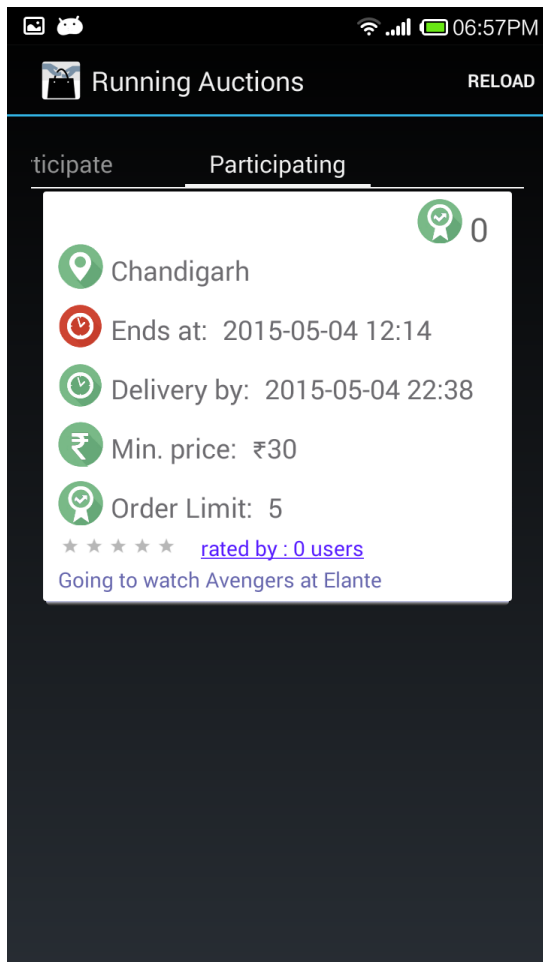 06:57PM
Running Auctions RELOAD
ticipate Participating
0
Chandigarh
Ends at: 2015-05-04 12:14
Delivery by: 2015-05-04 22:38
Min. price: ₹30
Order Limit: 5
rated by : 0 users
Going to watch Avengers at Elante